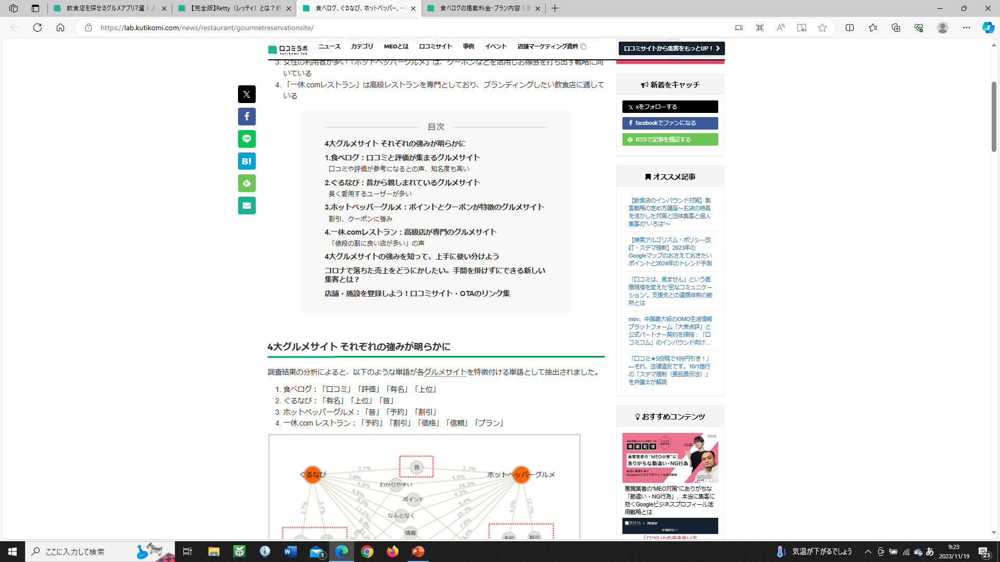 飲食店を探せるグルメアプリ7選｜人
【完全版】Retty（レッティ）とは？飲
食べログ、ぐるなび、ホットペッパー、一
食べログの掲載料金・プラン内容｜集
https://lab.kutikomi.com/news/restaurant/gourmetreservationsite/
口コミラボ
kutikomi lab
ニュース カテゴリ MEOとは 口コミサイト 事例 イベント 店舗マーケティング資料
口コミサイトから集客をもっとUP！
3. 女性の利用者が多い「ホットペッパーグルメ」は、クーポンなどを活用しお得感を打ち出す戦略に向
いている
4. 「一休.comレストラン」は高級レストランを専門としており、ブランディングしたい飲食店に適して
いる
目次
4大グルメサイト それぞれの強みが明らかに
1.食べログ：口コミと評価が集まるグルメサイト
口コミや評価が参考になるとの声、知名度も高い
2.ぐるなび：昔から親しまれているグルメサイト
長く愛用するユーザーが多い
3.ホットペッパーグルメ：ポイントとクーポンが特徴のグルメサイト
割引、クーポンに強み
4.一休.comレストラン：高級店が専門のグルメサイト
「値段の割に良い店が多い」の声
4大グルメサイトの強みを知って、上手に使い分けよう
コロナで落ちた売上をどうにかしたい。手間を掛けずにできる新しい
集客とは？
店舗・施設を登録しよう！口コミサイト・OTAのリンク集
4大グルメサイト それぞれの強みが明らかに
調査結果の分析によると、以下のような単語が各グルメサイトを特徴付ける単語として抽出されました。
1. 食べログ：「口コミ」「評価」「有名」「上位」
2. ぐるなび：「有名」「上位」「昔」
3. ホットペッパーグルメ：「昔」「予約」「割引」
4. 一休.com レストラン：「予約」「割引」「価格」「信頼」「プラン」
ぐるなび
ホットペッパーグルメ
昔
わかりやすい
ポイント
なんとなく
情報
予約
割引
3.7%
3.8%
4.6%
4.8%
8.0%
13.2%
2.2%
4.0%
24.3%
4.3%
5.4%
10.3%
7.8%
2.7%
3.4%
4.0%
12.7%
新着をキャッチ
xをフォローする
facebookでファンになる
RSSで記事を購読する
オススメ記事
【飲食店のインバウンド対策】集
客戦略の定め方講座〜お店の特長
を活かした対策と団体集客と個人
集客の"いろは"〜
【検索アルゴリズム・ポリシー改
訂・ステマ規制】2023年の
Googleマップのおさえておきたい
ポイントと2024年のトレンド予測
「口コミは、見ません」という医
療現場を変えた"密なコミュニケー
ション"。支援先との連携体制の勘
所とは
mov、中国最大級のOMO生活情報
プラットフォーム「大衆点評」と
公式パートナー契約を締結：「口
コミコム」のインバウンド向け...
「口コミ★5投稿で100円引き！」
←それ、法律違反です。10/1施行
の「ステマ規制（景品表示法）」
を弁護士が解説
おすすめコンテンツ
録画配信
悪質業者の"MEO対策"に
ありがちな勘違い・NG行為
本当に集客に効く
Googleビジネスプロフィール活用戦略
悪質業者の"MEO対策"にありがちな
「勘違い・NG行為」…本当に集客に
効くGoogleビジネスプロフィール活
用戦略とは
口コミコム by mov
もう悩まない！
「口コミ」との向き合い方
B!
LINE
ここに入力して検索
1
気温が下がるでしょう
あ
9:23
2023/11/19
23